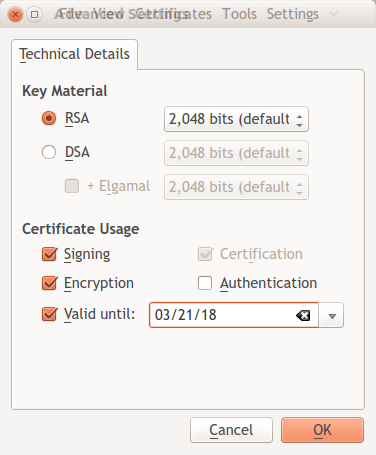 Advanced Settings
File View Certificates Tools Settings
Technical Details
Key Material
RSA 2,048 bits (default
DSA 2,048 bits (default
+ Elgamal 2,048 bits (default
Certificate Usage
Signing Certification
Encryption Authentication
Valid until: 03/21/18
Cancel OK